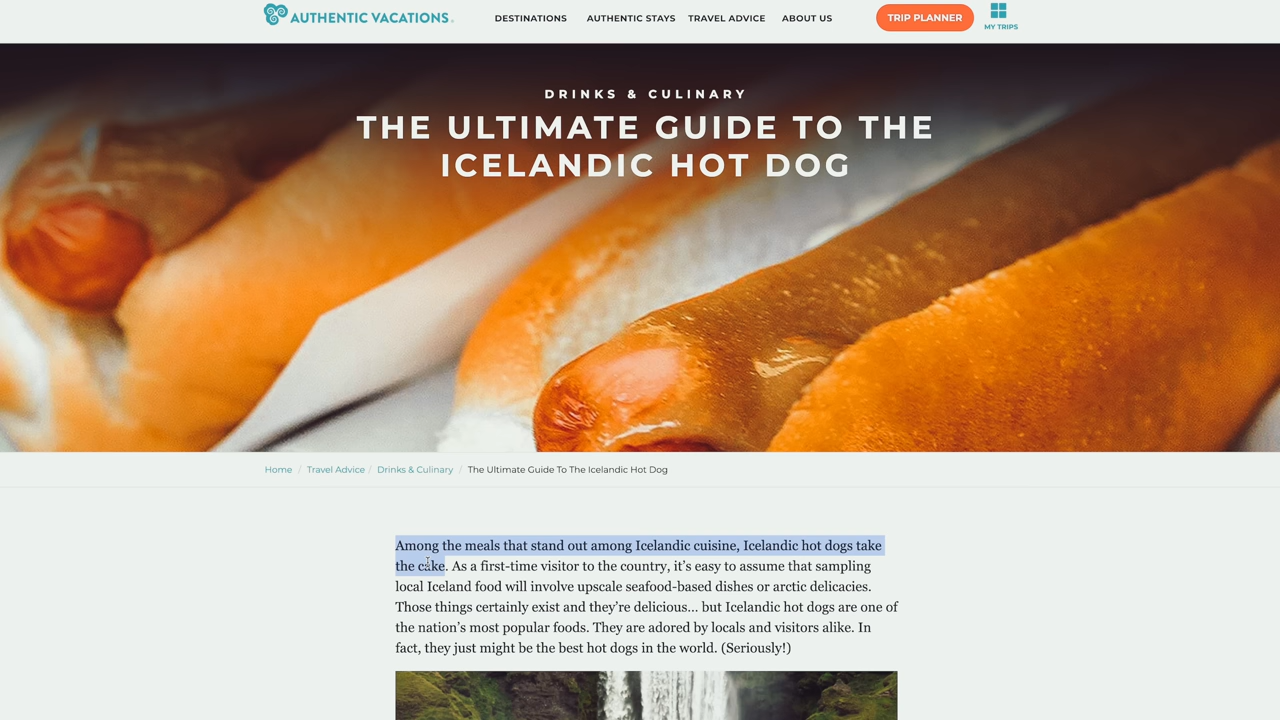 AUTHENTIC VACATIONS
DESTINATIONS
AUTHENTIC STAYS
TRAVEL ADVICE
ABOUT US
TRIP PLANNER
MY TRIPS
DRINKS & CULINARY
THE ULTIMATE GUIDE TO THE
ICELANDIC HOT DOG
Home / Travel Advice / Drinks & Culinary / The Ultimate Guide To The Icelandic Hot Dog
Among the meals that stand out among Icelandic cuisine, Icelandic hot dogs take
the cake. As a first-time visitor to the country, it’s easy to assume that sampling
local Iceland food will involve upscale seafood-based dishes or arctic delicacies.
Those things certainly exist and they’re delicious… but Icelandic hot dogs are one of
the nation’s most popular foods. They are adored by locals and visitors alike. In
fact, they just might be the best hot dogs in the world. (Seriously!)